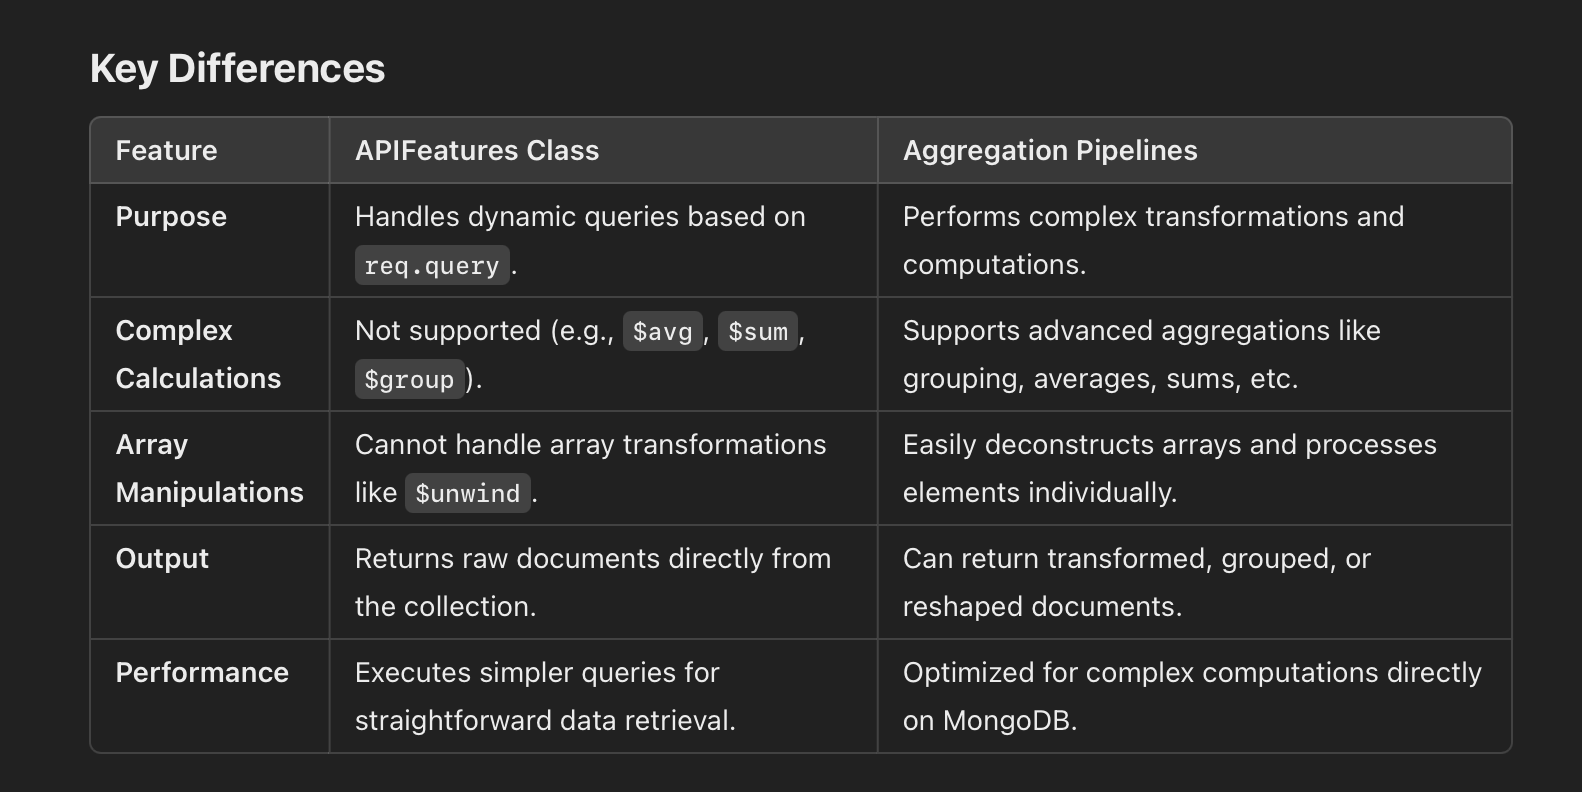 Key Differences
Feature
APIFeatures Class
Aggregation Pipelines
Purpose
Handles dynamic queries based on
req.query.
Performs complex transformations and
computations.
Complex
Calculations
Not supported (e.g., $avg, $sum,
$group).
Supports advanced aggregations like
grouping, averages, sums, etc.
Array
Manipulations
Cannot handle array transformations
like $unwind.
Easily deconstructs arrays and processes
elements individually.
Output
Returns raw documents directly from
the collection.
Can return transformed, grouped, or
reshaped documents.
Performance
Executes simpler queries for
straightforward data retrieval.
Optimized for complex computations directly
on MongoDB.